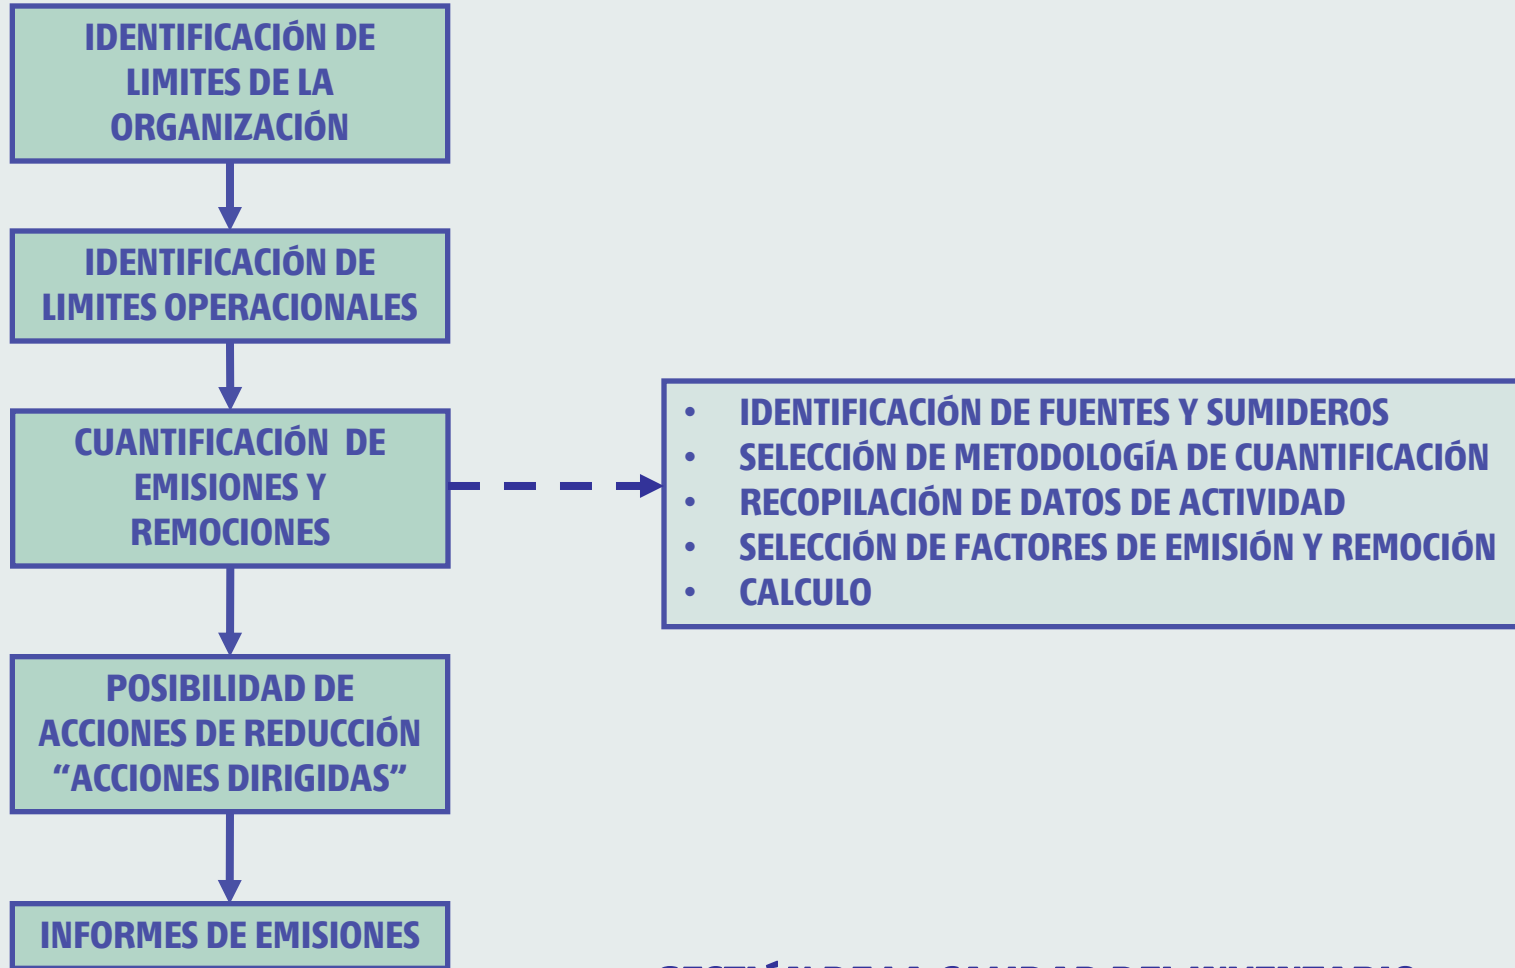 IDENTIFICACIÓN DE
LIMITES DE LA
ORGANIZACIÓN
IDENTIFICACIÓN DE
LIMITES OPERACIONALES
CUANTIFICACIÓN DE
EMISIONES Y
REMOCIONES
• IDENTIFICACIÓN DE FUENTES Y SUMIDEROS
• SELECCIÓN DE METODOLOGÍA DE CUANTIFICACIÓN
• RECOPILACIÓN DE DATOS DE ACTIVIDAD
• SELECCIÓN DE FACTORES DE EMISIÓN Y REMOCIÓN
• CALCULO
POSIBILIDAD DE
ACCIONES DE REDUCCIÓN
“ACCIONES DIRIGIDAS”
INFORMES DE EMISIONES